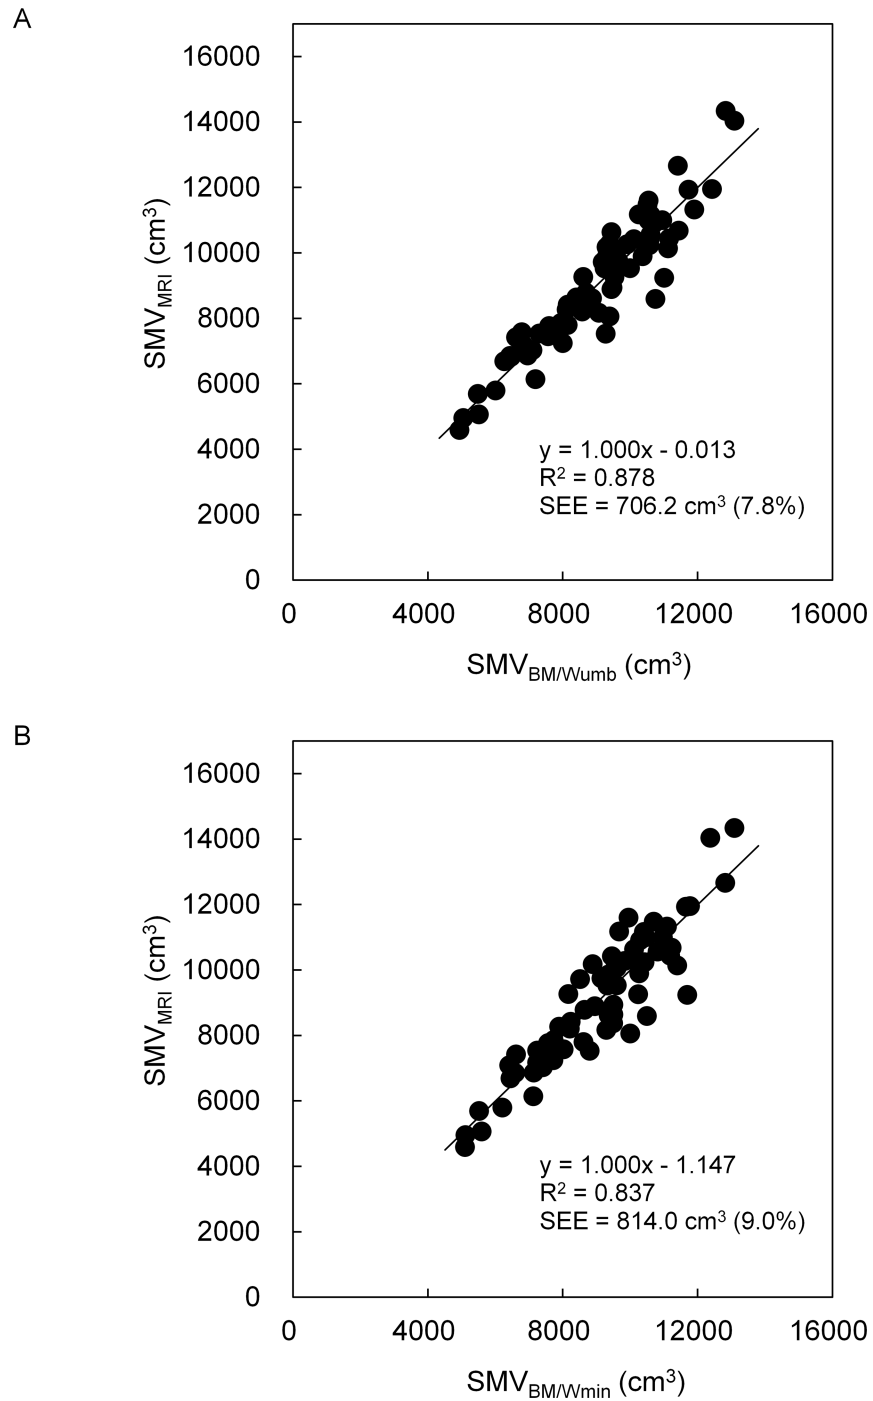 A
16000
14000
12000
10000
8000
6000
4000
2000
0
SMV_MRI (cm³)
y = 1.000x - 0.013
R² = 0.878
SEE = 706.2 cm³ (7.8%)
0 4000 8000 12000 16000
SMV_BM/Wumb (cm³)
B
16000
14000
12000
10000
8000
6000
4000
2000
0
SMV_MRI (cm³)
y = 1.000x - 1.147
R² = 0.837
SEE = 814.0 cm³ (9.0%)
0 4000 8000 12000 16000
SMV_BM/Wmin (cm³)